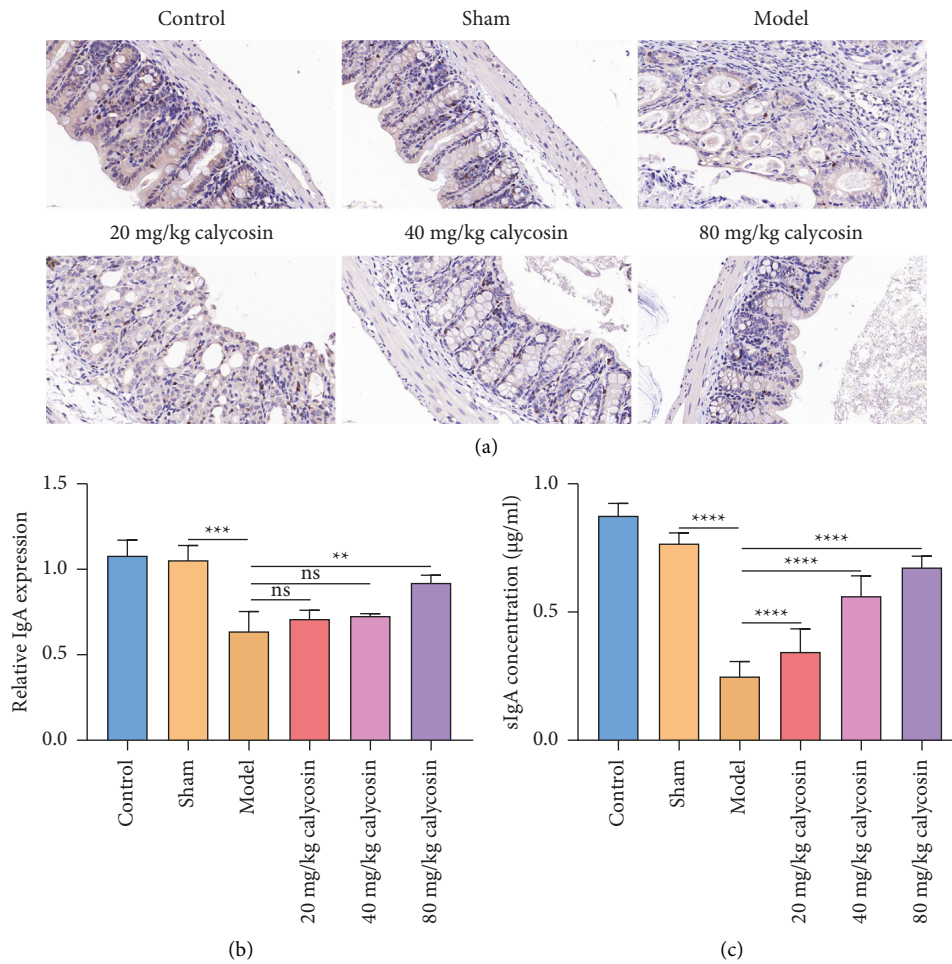 Control Sham Model
20 mg/kg calycosin 40 mg/kg calycosin 80 mg/kg calycosin
(a)
Relative IgA expression
1.5
1.0
0.5
0.0
***
**
ns
ns
Control
Sham
Model
20 mg/kg calycosin
40 mg/kg calycosin
80 mg/kg calycosin
(b)
sIgA concentration (μg/ml)
1.0
0.5
0.0
****
****
****
****
Control
Sham
Model
20 mg/kg calycosin
40 mg/kg calycosin
80 mg/kg calycosin
(c)